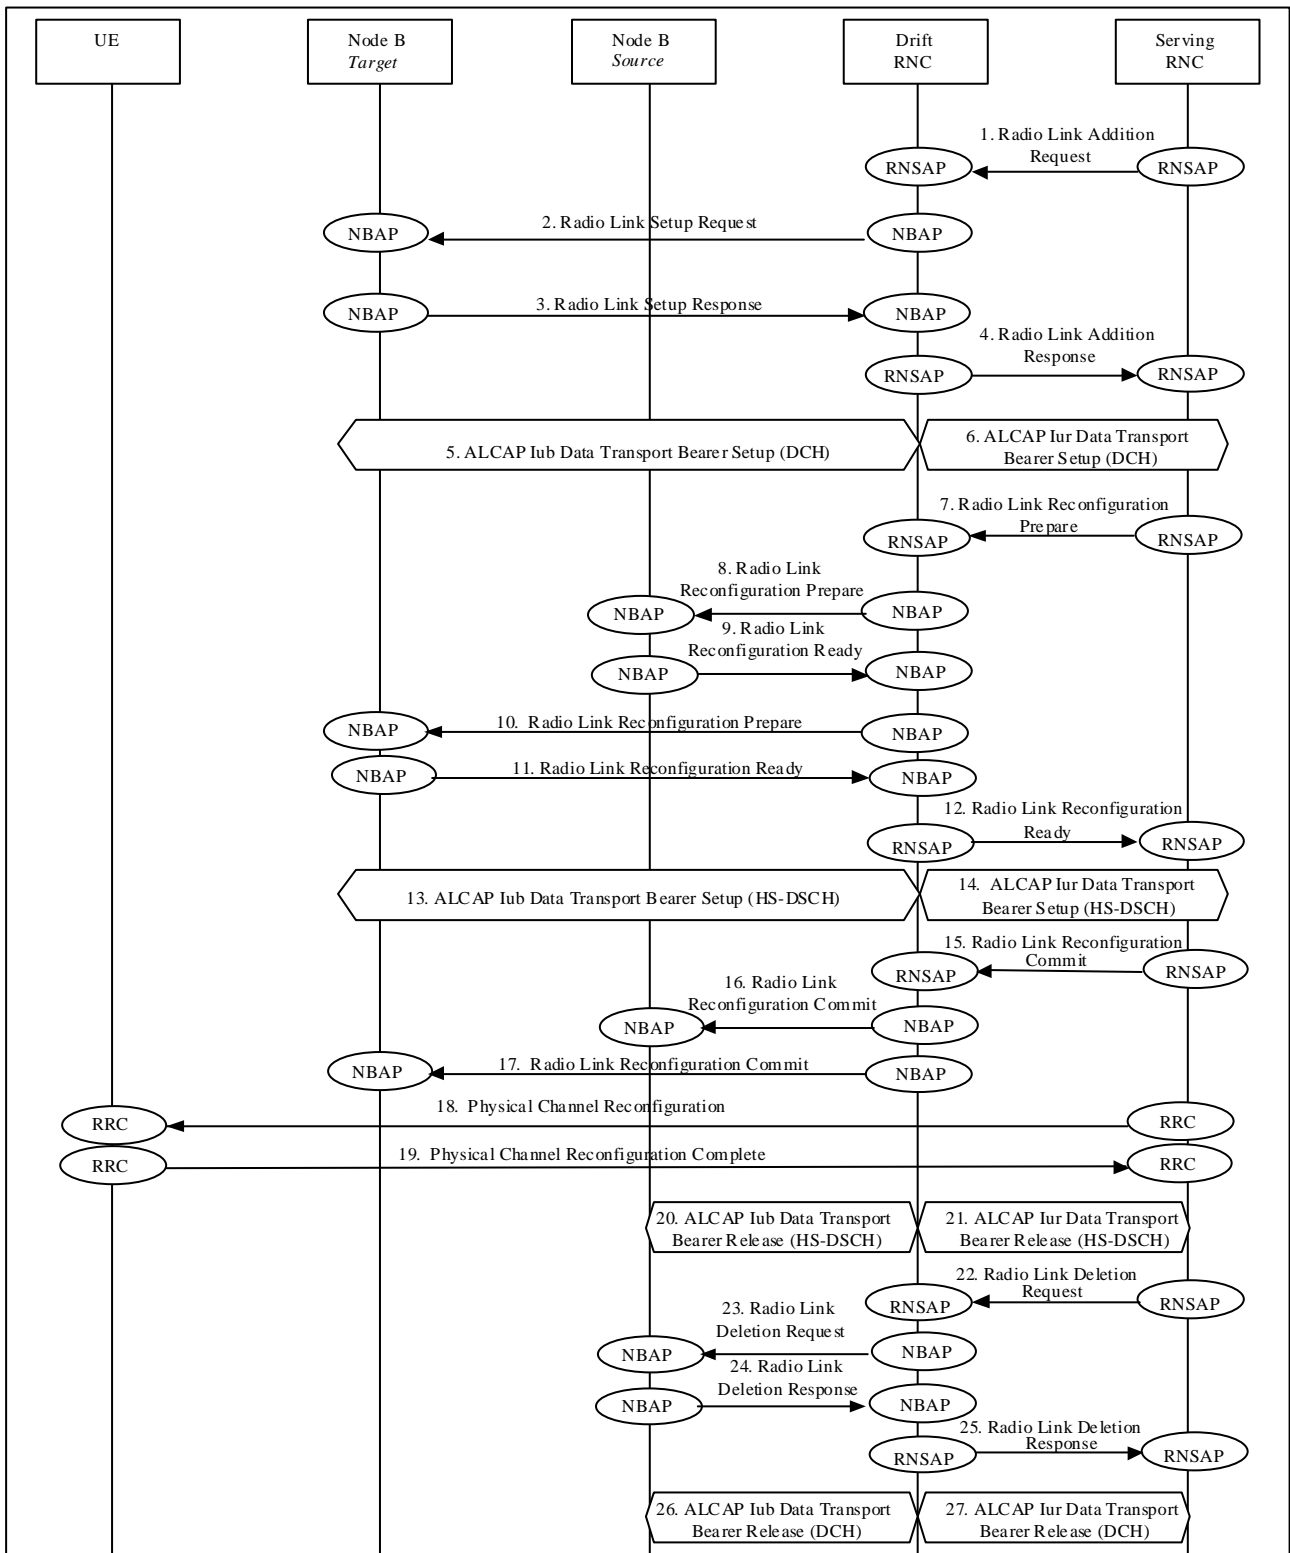 UE
Node B
Target
Node B
Source
Drift
RNC
Serving
RNC
1. Radio Link Addition
Request
RNSAP
RNSAP
2. Radio Link Setup Request
NBAP
NBAP
3. Radio Link Setup Response
NBAP
NBAP
4. Radio Link Addition
Response
RNSAP
RNSAP
5. ALCAP Iub Data Transport Bearer Setup (DCH)
6. ALCAP Iur Data Transport
Bearer Setup (DCH)
7. Radio Link Reconfiguration
Prepare
RNSAP
RNSAP
8. Radio Link
Reconfiguration Prepare
NBAP
NBAP
9. Radio Link
Reconfiguration Ready
NBAP
NBAP
10. Radio Link Reconfiguration Prepare
NBAP
NBAP
11. Radio Link Reconfiguration Ready
NBAP
NBAP
12. Radio Link Reconfiguration
Ready
RNSAP
RNSAP
13. ALCAP Iub Data Transport Bearer Setup (HS-DSCH)
14. ALCAP Iur Data Transport
Bearer Setup (HS-DSCH)
15. Radio Link Reconfiguration
Commit
RNSAP
RNSAP
16. Radio Link
Reconfiguration Commit
NBAP
NBAP
17. Radio Link Reconfiguration Commit
NBAP
NBAP
18. Physical Channel Reconfiguration
RRC
RRC
19. Physical Channel Reconfiguration Complete
RRC
RRC
20. ALCAP Iub Data Transport
Bearer Release (HS-DSCH)
21. ALCAP Iur Data Transport
Bearer Release (HS-DSCH)
22. Radio Link Deletion
Request
RNSAP
RNSAP
23. Radio Link
Deletion Request
NBAP
NBAP
24. Radio Link
Deletion Response
NBAP
NBAP
25. Radio Link Deletion
Response
RNSAP
RNSAP
26. ALCAP Iub Data Transport
Bearer Release (DCH)
27. ALCAP Iur Data Transport
Bearer Release (DCH)